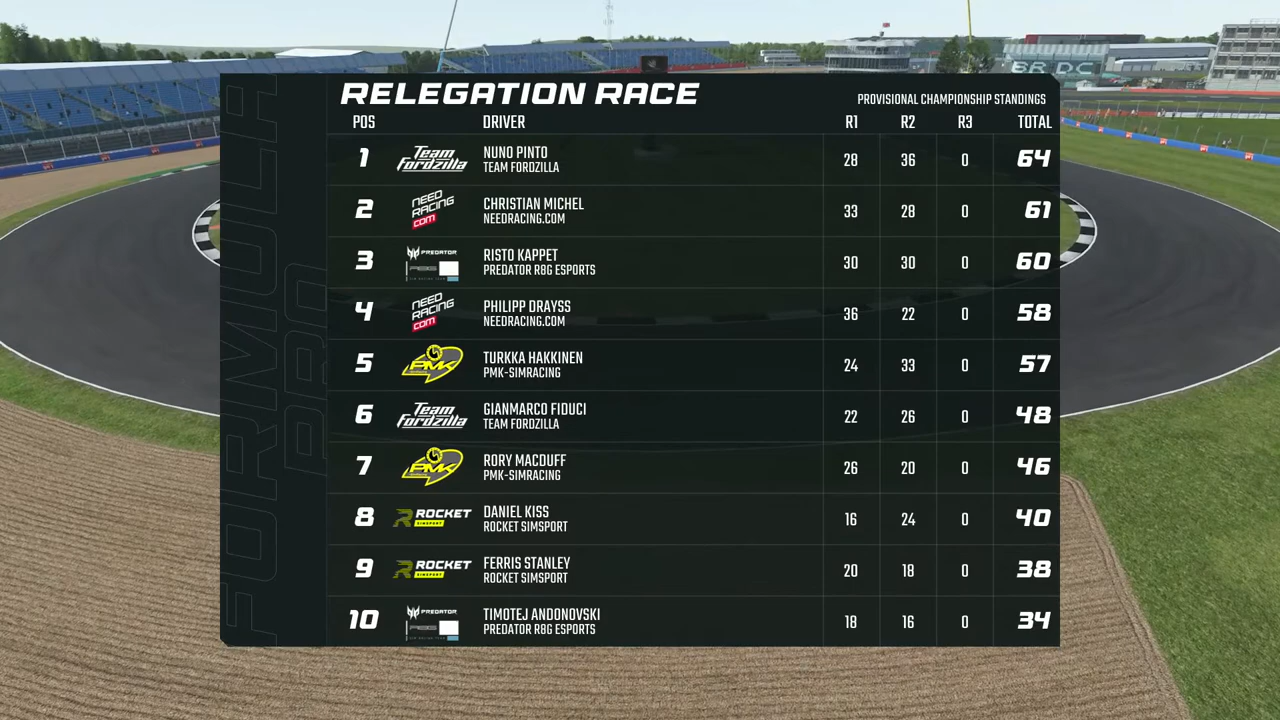 BRDC
RELEGATION RACE
PROVISIONAL CHAMPIONSHIP STANDINGS
POS DRIVER R1 R2 R3 TOTAL
FORMULA
PRO
1 Team Fordzilla NUNO PINTO 28 36 0 64
TEAM FORDZILLA
2 NEED RACING COM CHRISTIAN MICHEL 33 28 0 61
NEEDRACING.COM
3 PREDATOR R8G RISTO KAPPET 30 30 0 60
PREDATOR R8G ESPORTS
4 NEED RACING COM PHILIPP DRAYSS 36 22 0 58
NEEDRACING.COM
5 PMK TURKKA HAKKINEN 24 33 0 57
PMK-SIMRACING
6 Team Fordzilla GIANMARCO FIDUCI 22 26 0 48
TEAM FORDZILLA
7 PMK RORY MACDUFF 26 20 0 46
PMK-SIMRACING
8 R ROCKET SIMSPORT DANIEL KISS 16 24 0 40
ROCKET SIMSPORT
9 R ROCKET SIMSPORT FERRIS STANLEY 20 18 0 38
ROCKET SIMSPORT
10 PREDATOR R8G TIMOTEJ ANDONOVSKI 18 16 0 34
PREDATOR R8G ESPORTS